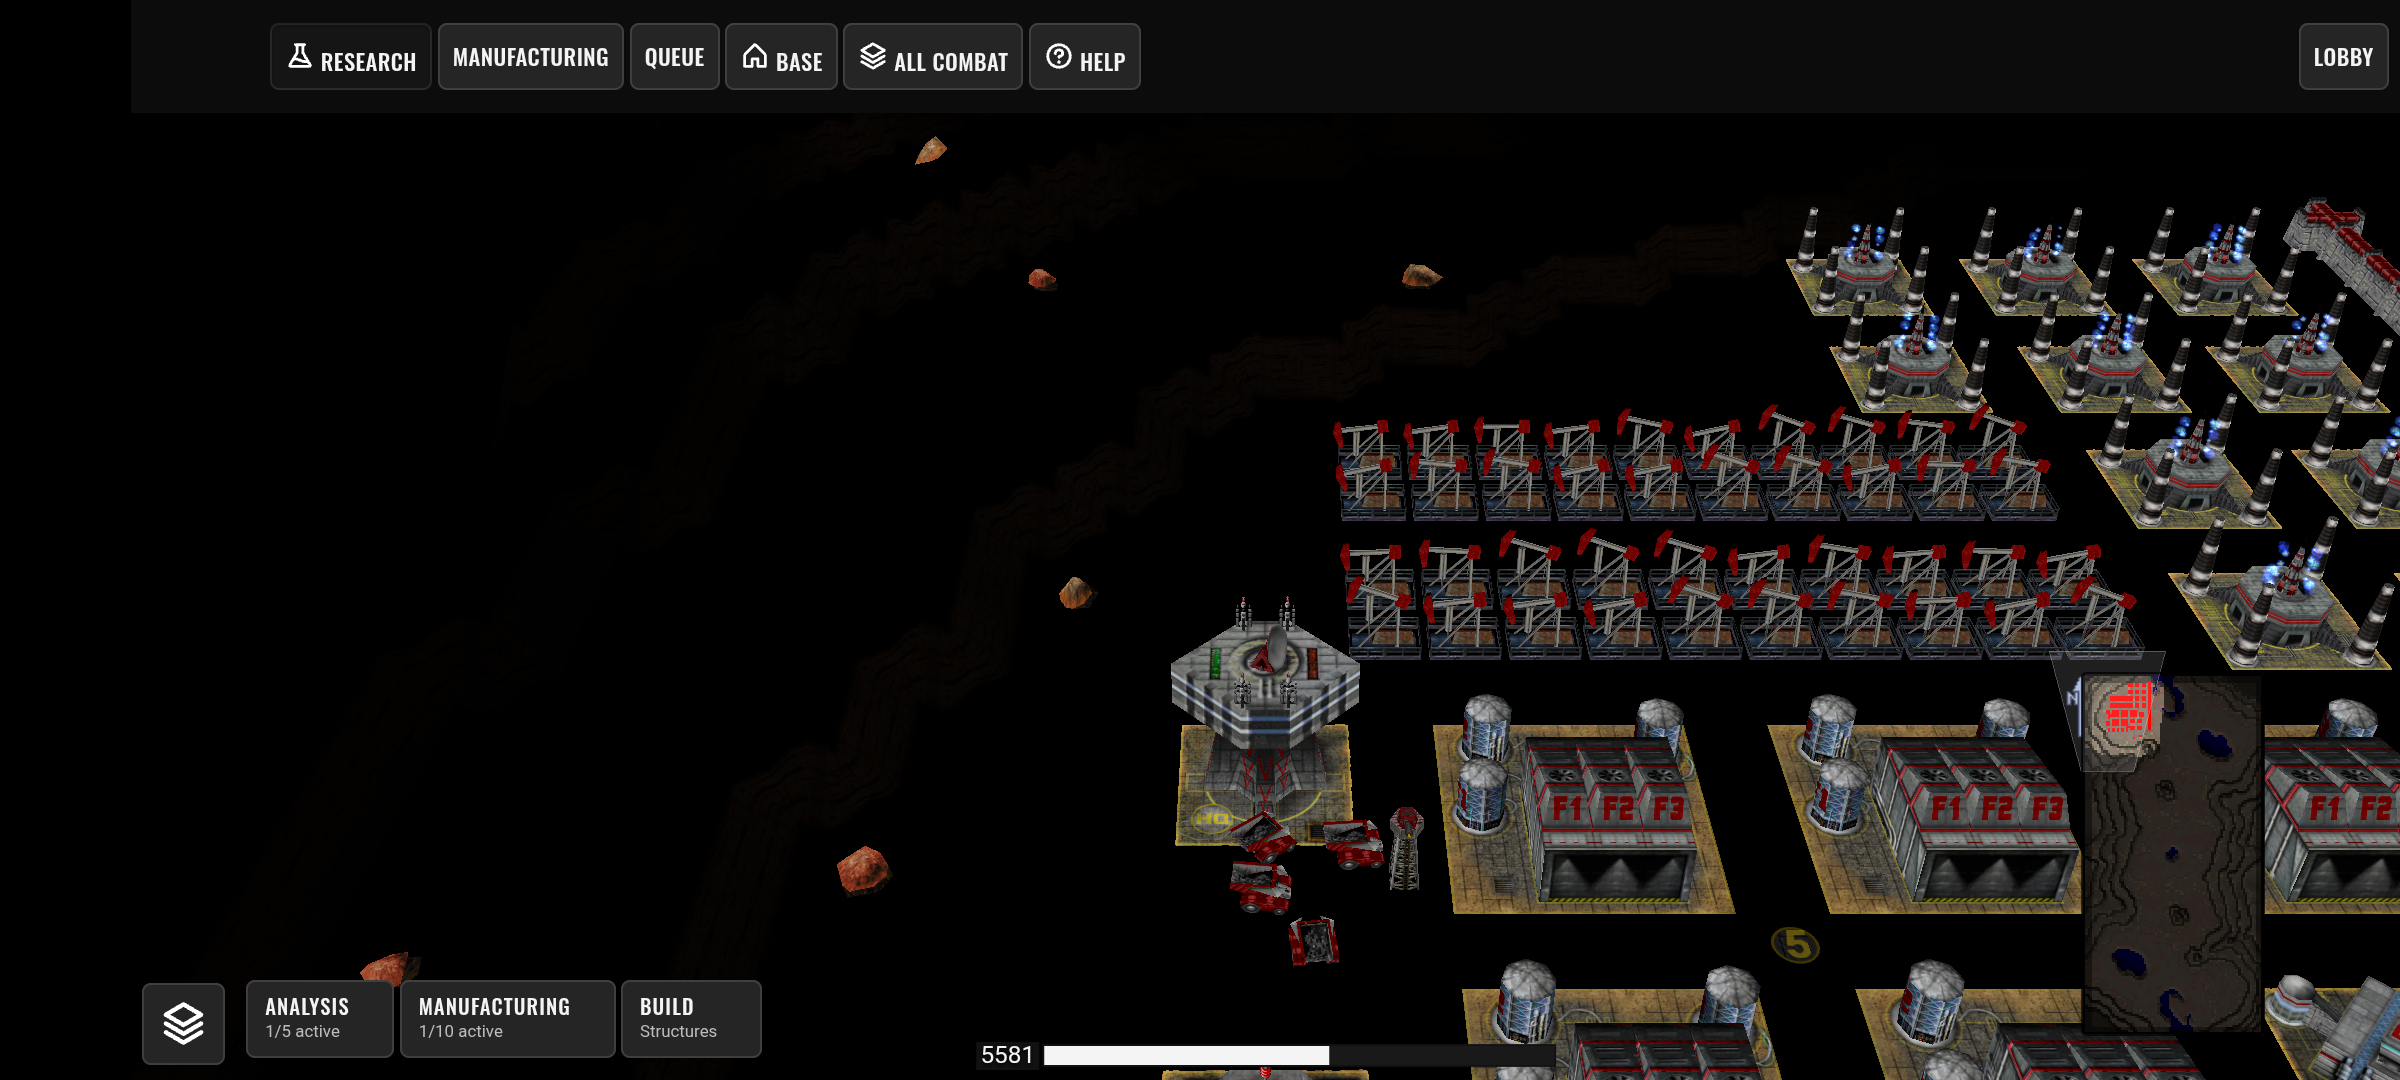 RESEARCH
MANUFACTURING
QUEUE
BASE
ALL COMBAT
HELP
LOBBY
N
HQ
F1 F2 F3
F1 F2 F3
F1 F2
5
ANALYSIS
1/5 active
MANUFACTURING
1/10 active
BUILD
Structures
5581